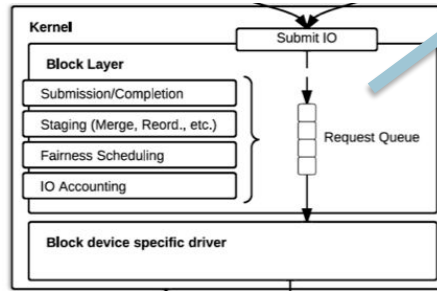 Kernel
Submit IO
Block Layer
Submission/Completion
Staging (Merge, Reord., etc.)
Request Queue
Fairness Scheduling
IO Accounting
Block device specific driver